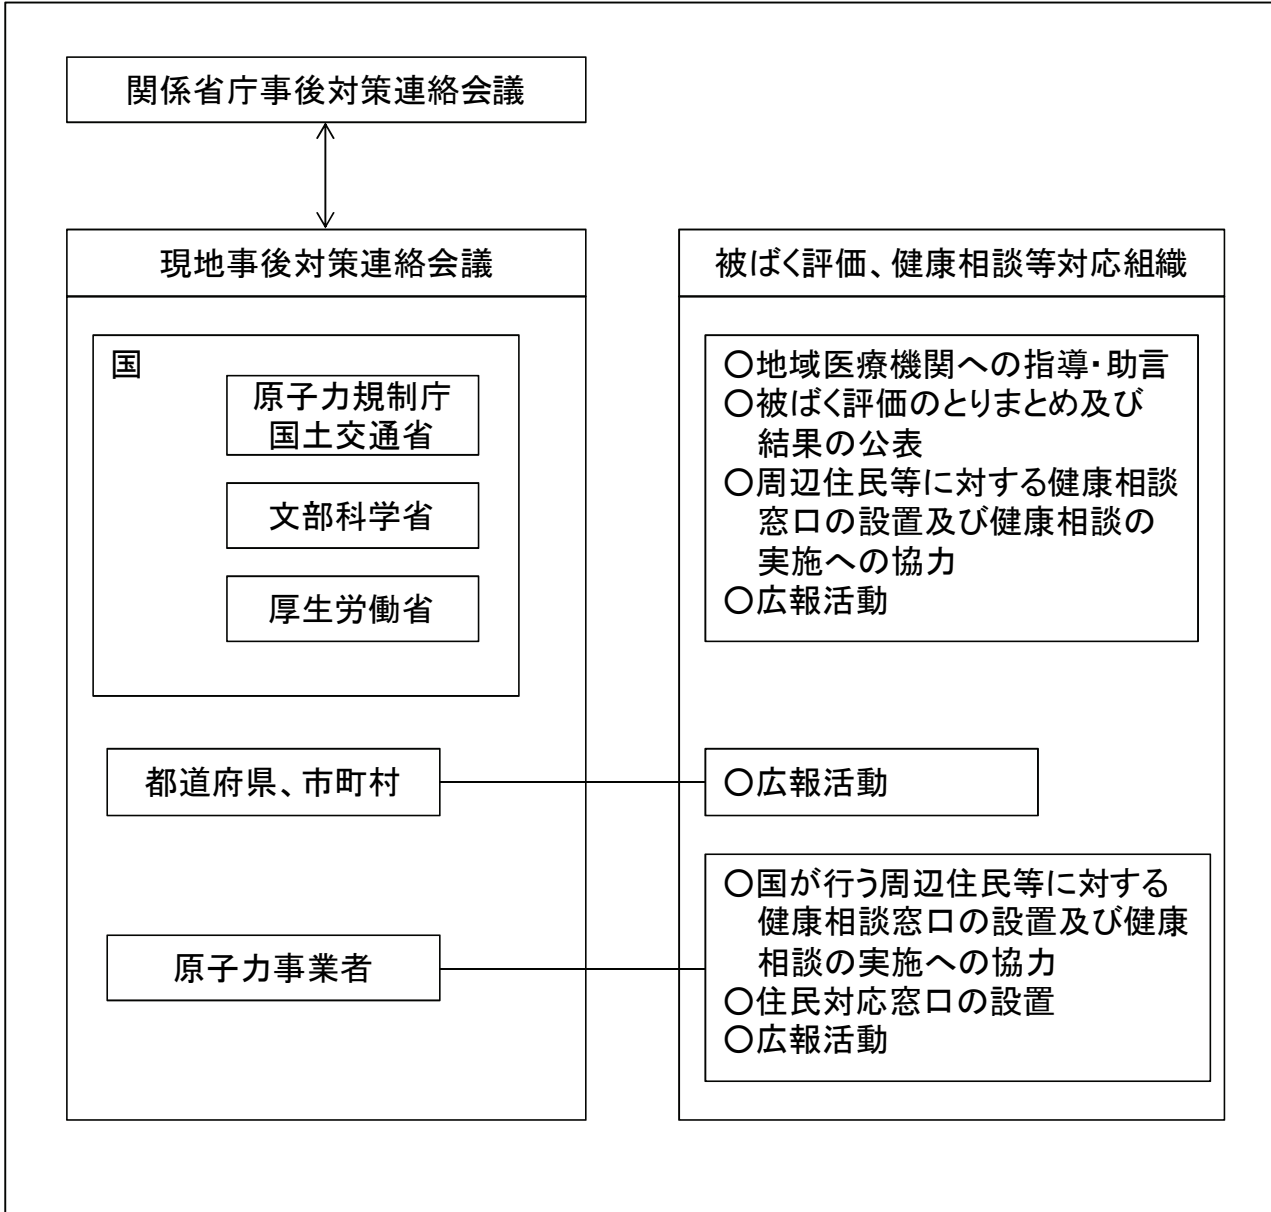 関係省庁事後対策連絡会議
現地事後対策連絡会議
国
原子力規制庁
国土交通省
文部科学省
厚生労働省
都道府県、市町村
原子力事業者
被ばく評価、健康相談等対応組織
〇地域医療機関への指導・助言
〇被ばく評価のとりまとめ及び
結果の公表
〇周辺住民等に対する健康相談
窓口の設置及び健康相談の
実施への協力
〇広報活動
〇広報活動
〇国が行う周辺住民等に対する
健康相談窓口の設置及び健康
相談の実施への協力
〇住民対応窓口の設置
〇広報活動